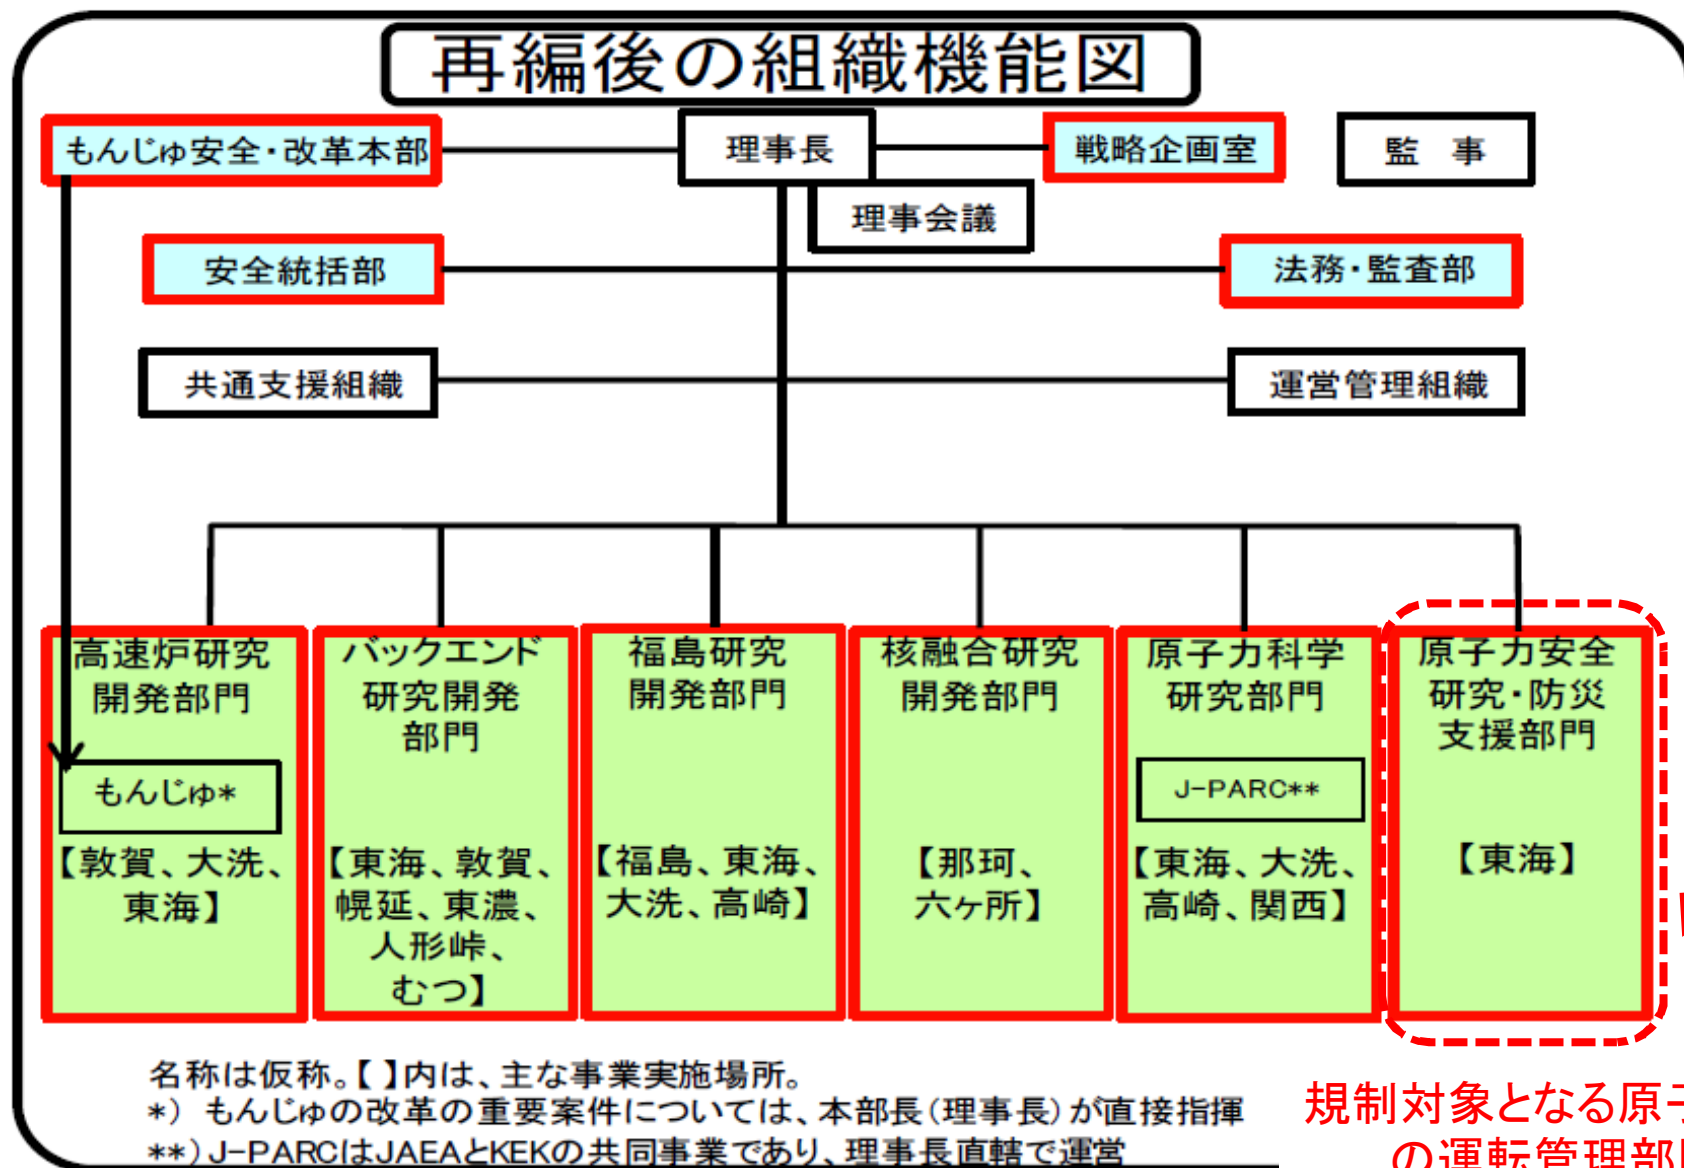 再編後の組織機能図
もんじゅ安全・改革本部
理事長
戦略企画室
監　事
理事会議
安全統括部
法務・監査部
共通支援組織
運営管理組織
高速炉研究
開発部門
もんじゅ*
【敦賀、大洗、
東海】
バックエンド
研究開発
部門
【東海、敦賀、
幌延、東濃、
人形峠、
むつ】
福島研究
開発部門
【福島、東海、
大洗、高崎】
核融合研究
開発部門
【那珂、
六ヶ所】
原子力科学
研究部門
J-PARC**
【東海、大洗、
高崎、関西】
原子力安全
研究・防災
支援部門
【東海】
名称は仮称。【 】内は、主な事業実施場所。
*） もんじゅの改革の重要案件については、本部長（理事長）が直接指揮
**）J-PARCはJAEAとKEKの共同事業であり、理事長直轄で運営
規制対象となる原子
の運転管理部